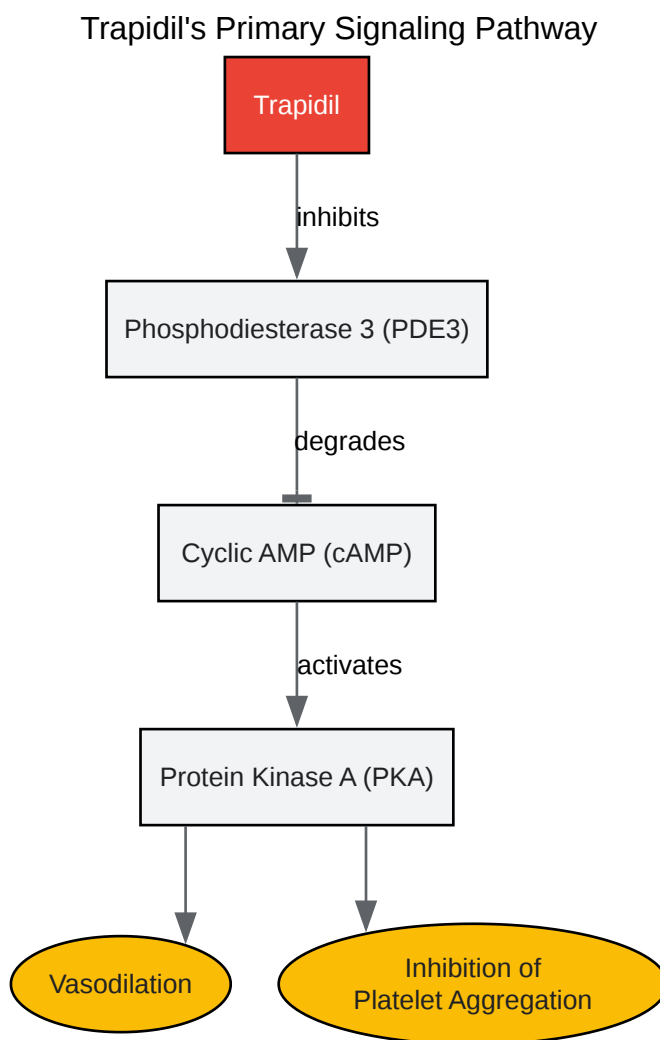 Trapidil's Primary Signaling Pathway
Trapidil
inhibits
Phosphodiesterase 3 (PDE3)
degrades
Cyclic AMP (cAMP)
activates
Protein Kinase A (PKA)
Vasodilation
Inhibition of
Platelet Aggregation